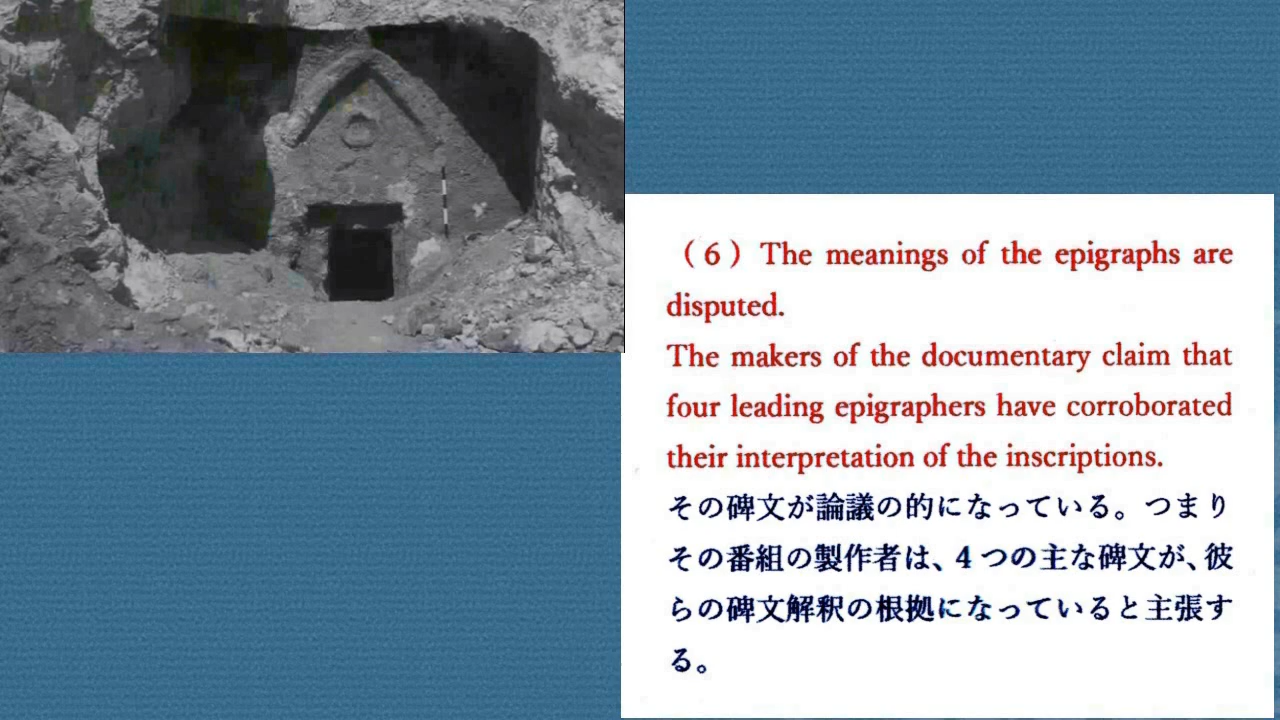 （6）The meanings of the epigraphs are
disputed.
The makers of the documentary claim that
four leading epigraphers have corroborated
their interpretation of the inscriptions.
その碑文が論議の的になっている。つまり
その番組の製作者は、4つの主な碑文が、彼
らの碑文解釈の根拠になっていると主張す
る。